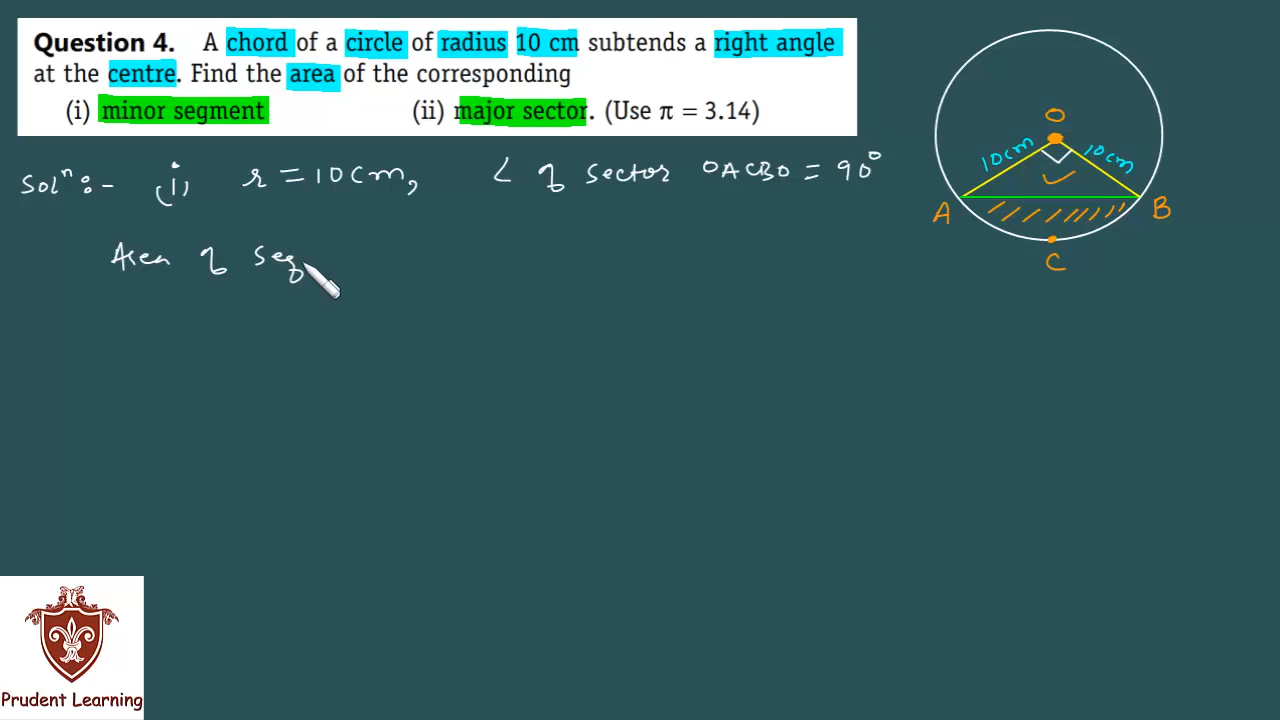 Question 4. A chord of a circle of radius 10 cm subtends a right angle
at the centre. Find the area of the corresponding
(i) minor segment (ii) major sector. (Use π = 3.14)
Solⁿ:- (i) r = 10cm, ∠ of sector OACBO = 90°
Area of seg
O
10cm 10cm
A B
C
Prudent Learning